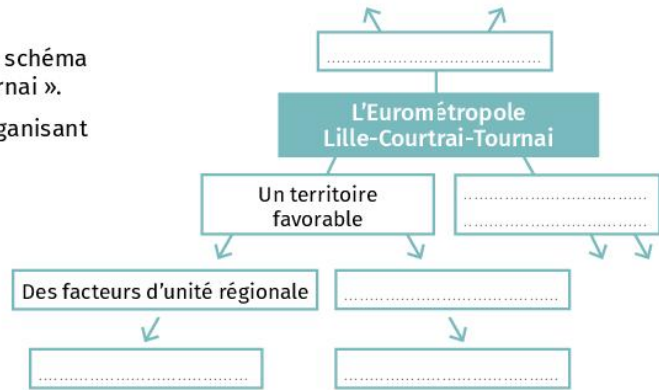 schéma
rnai ».
ganisant
L'Eurométropole
Lille-Courtrai-Tournai
Un territoire
favorable
Des facteurs d'unité régionale